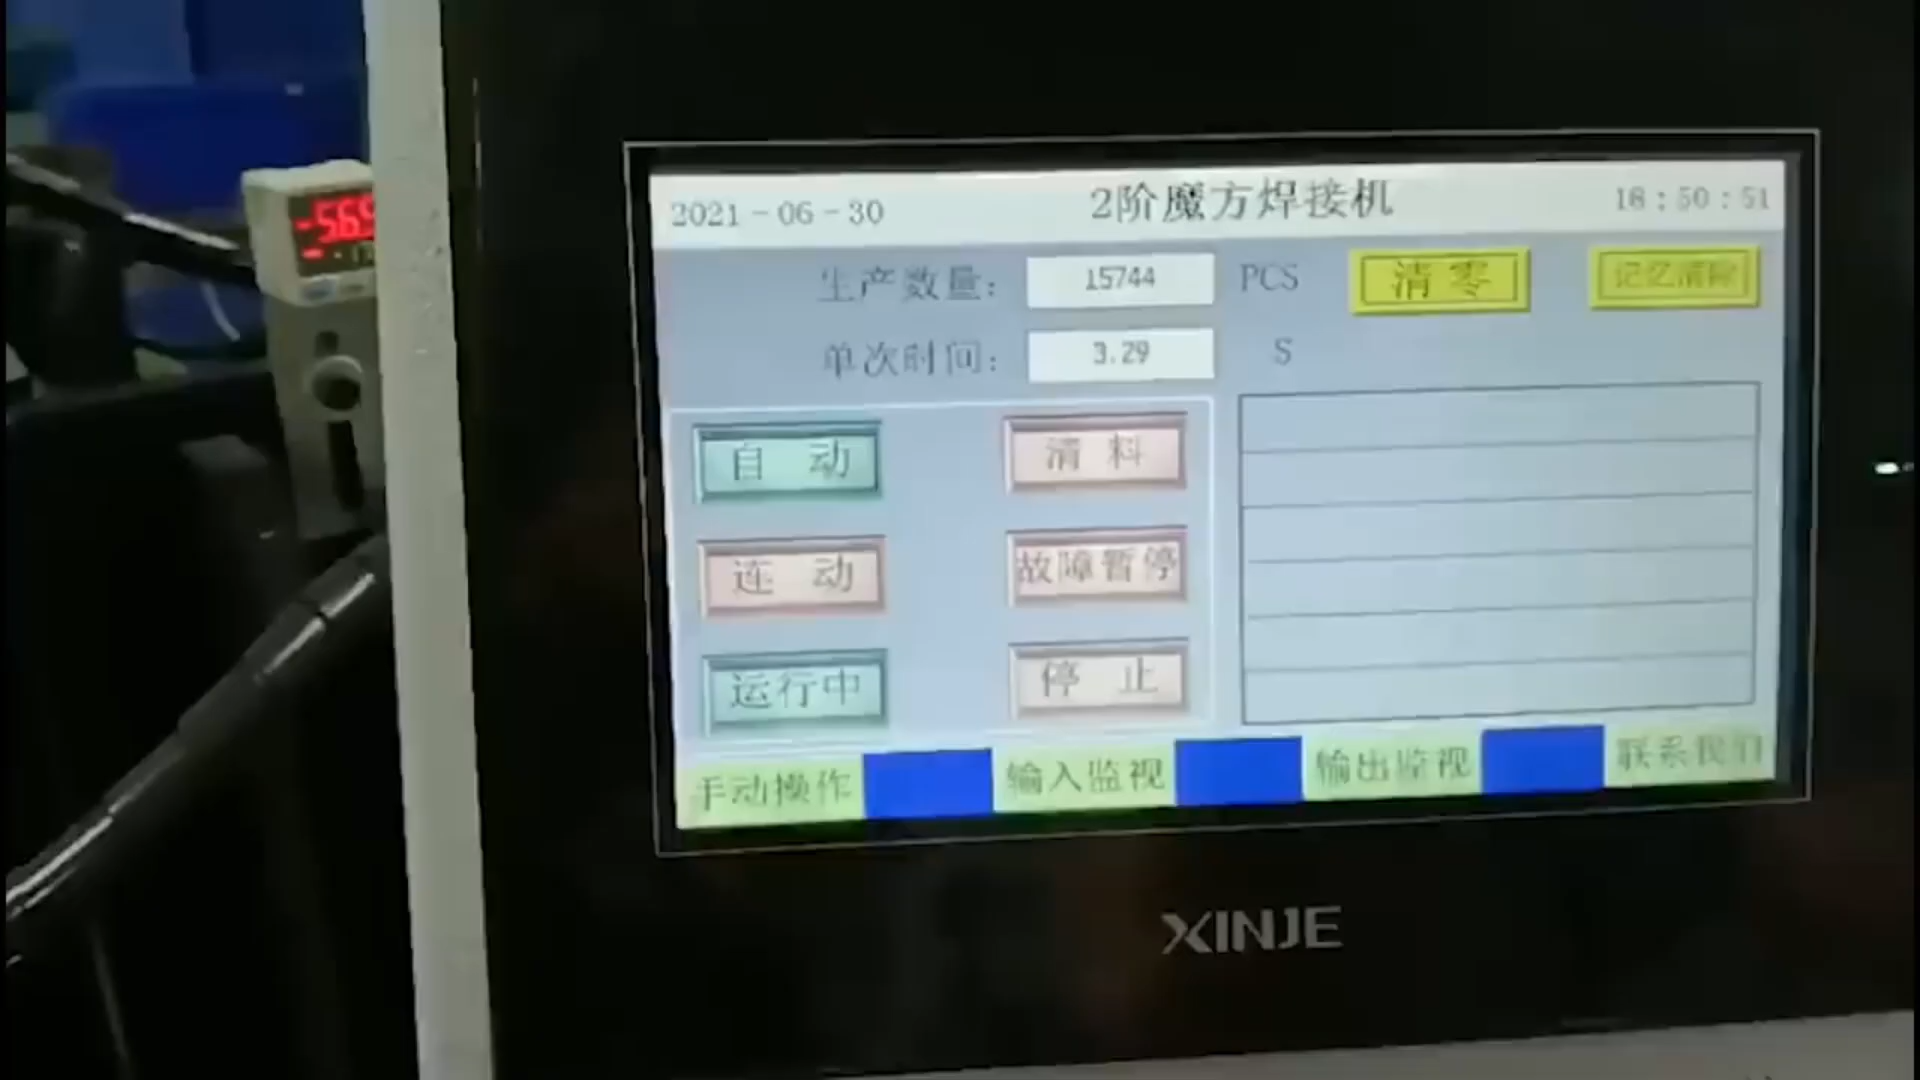 2021-06-30 2阶魔方焊接机 18:50:51
生产数量: 15744 PCS 清零 记忆清除
单次时间: 3.29 S
自动 清料
连动 故障暂停
运行中 停止
手动操作 输入监视 输出监视 联系我们
XINJE